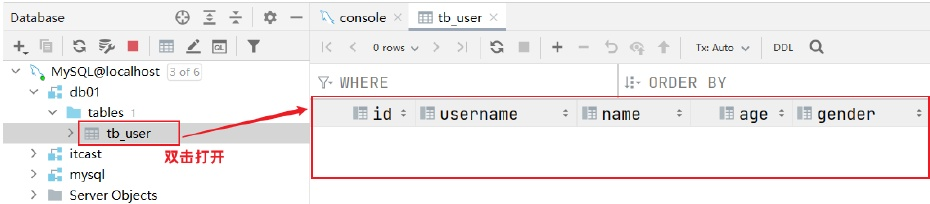 Database
MySQL@localhost 3 of 6
db01
tables 1
tb_user
双击打开
itcast
mysql
Server Objects
console
tb_user
0 rows
Tx: Auto
DDL
WHERE
ORDER BY
id
username
name
age
gender